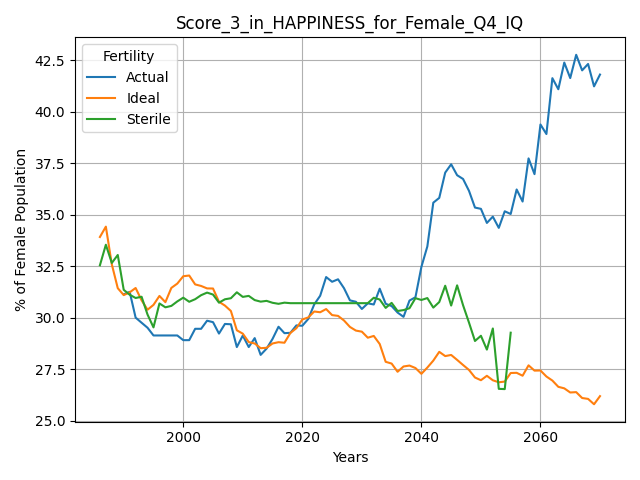 Score_3_in_HAPPINESS_for_Female_Q4_IQ
Fertility
Actual
Ideal
Sterile
42.5
40.0
37.5
35.0
32.5
30.0
27.5
25.0
% of Female Population
2000
2020
2040
2060
Years